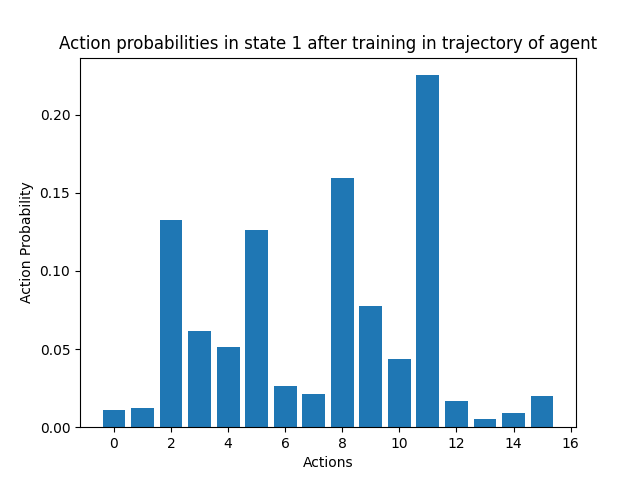 Action probabilities in state 1 after training in trajectory of agent
0.20
0.15
0.10
0.05
0.00
Action Probability
0 2 4 6 8 10 12 14 16
Actions